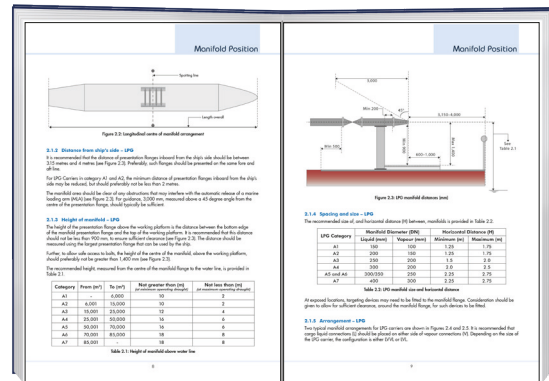 Manifold Position
Spotting line
Length overall
Figure 2.2: Longitudinal centre of manifold arrangement
2.1.2 Distance from ship's side – LPG
It is recommended that the distance of presentation flanges inboard from the ship's side should be between
3.15 metres and 4 metres (see Figure 2.3). Preferably, such flanges should be presented on the same fore and
aft line.
For LPG Carriers in category A1 and A2, the minimum distance of presentation flanges inboard from the ship's
side may be reduced, but should preferably not be less than 2 metres.
The manifold area should be clear of any obstructions that may interfere with the automatic release of a marine
loading arm (MLA) (see Figure 2.3). For guidance, 3,000 mm, measured above a 45 degree angle from the
centre of the presentation flange, should typically be sufficient.
2.1.3 Height of manifold – LPG
The height of the presentation flange above the working platform is the distance between the bottom edge
of the manifold presentation flange and the top of the working platform. It is recommended that this distance
should not be less than 900 mm, to ensure sufficient clearance (see Figure 2.3). The distance should be
measured using the largest presentation flange that can be used by the ship.
Further, to allow safe access to bolts, the height of the centre of the manifold, above the working platform,
should preferably not be greater than 1,400 mm (see Figure 2.3).
The recommended height, measured from the centre of the manifold flange to the water line, is provided in
Table 2.1.
Category From (m³) To (m³) Not greater than (m) Not less than (m)
(at minimum operating draught) (at maximum operating draught)
A1 - 6,000 10 2
A2 6,001 15,000 10 2
A3 15,001 25,000 12 4
A4 25,001 50,000 16 6
A5 50,001 70,000 16 6
A6 70,001 85,000 18 8
A7 85,001 - 18 8
Table 2.1: Height of manifold above water line
Manifold Position
3,000
45°
Min 900
600–1,000
See
Table 2.1
Figure 2.3: LPG manifold distances (mm)
2.1.4 Spacing and size – LPG
The recommended size of, and horizontal distance (H) between, manifolds is provided in Table 2.2.
LPG Category Manifold Diameter (DN) Horizontal Distance (H)
Liquid (mm) Vapour (mm) Minimum (m) Maximum (m)
A1 150 100 1.25 1.75
A2 200 150 1.25 1.75
A3 250 200 1.5 2.0
A4 300 200 2.0 2.5
A5 and A6 300/350 250 2.25 2.75
A7 400 300 2.25 2.75
Table 2.2: LPG manifold size and horizontal distance
At exposed locations, targeting devices may need to be fitted to the manifold flange. Consideration should be
given to allow for sufficient clearance, around the manifold flange, for such devices to be fitted.
2.1.5 Arrangement – LPG
Two typical manifold arrangements for LPG carriers are shown in Figures 2.4 and 2.5. It is recommended that
cargo liquid connections (L) should be placed on either side of vapour connections (V). Depending on the size of
the LPG carrier, the configuration is either LVVL or LVL.